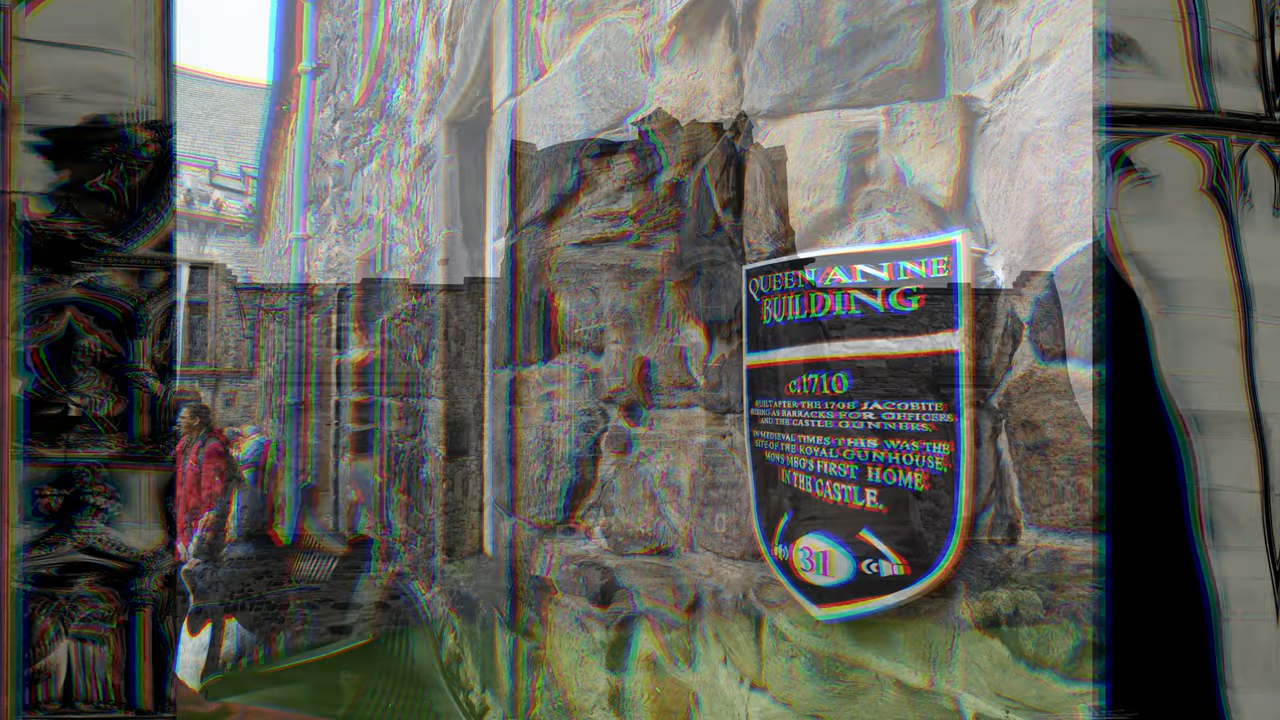 QUEEN ANNE
BUILDING
c.1710
BUILT AFTER THE 1708 JACOBITE
RISING AS BARRACKS FOR OFFICERS
AND THE CASTLE GUNNERS.
IN MEDIEVAL TIMES THIS WAS THE
SITE OF THE ROYAL GUNHOUSE,
MONS MEG'S FIRST HOME
IN THE CASTLE.
31